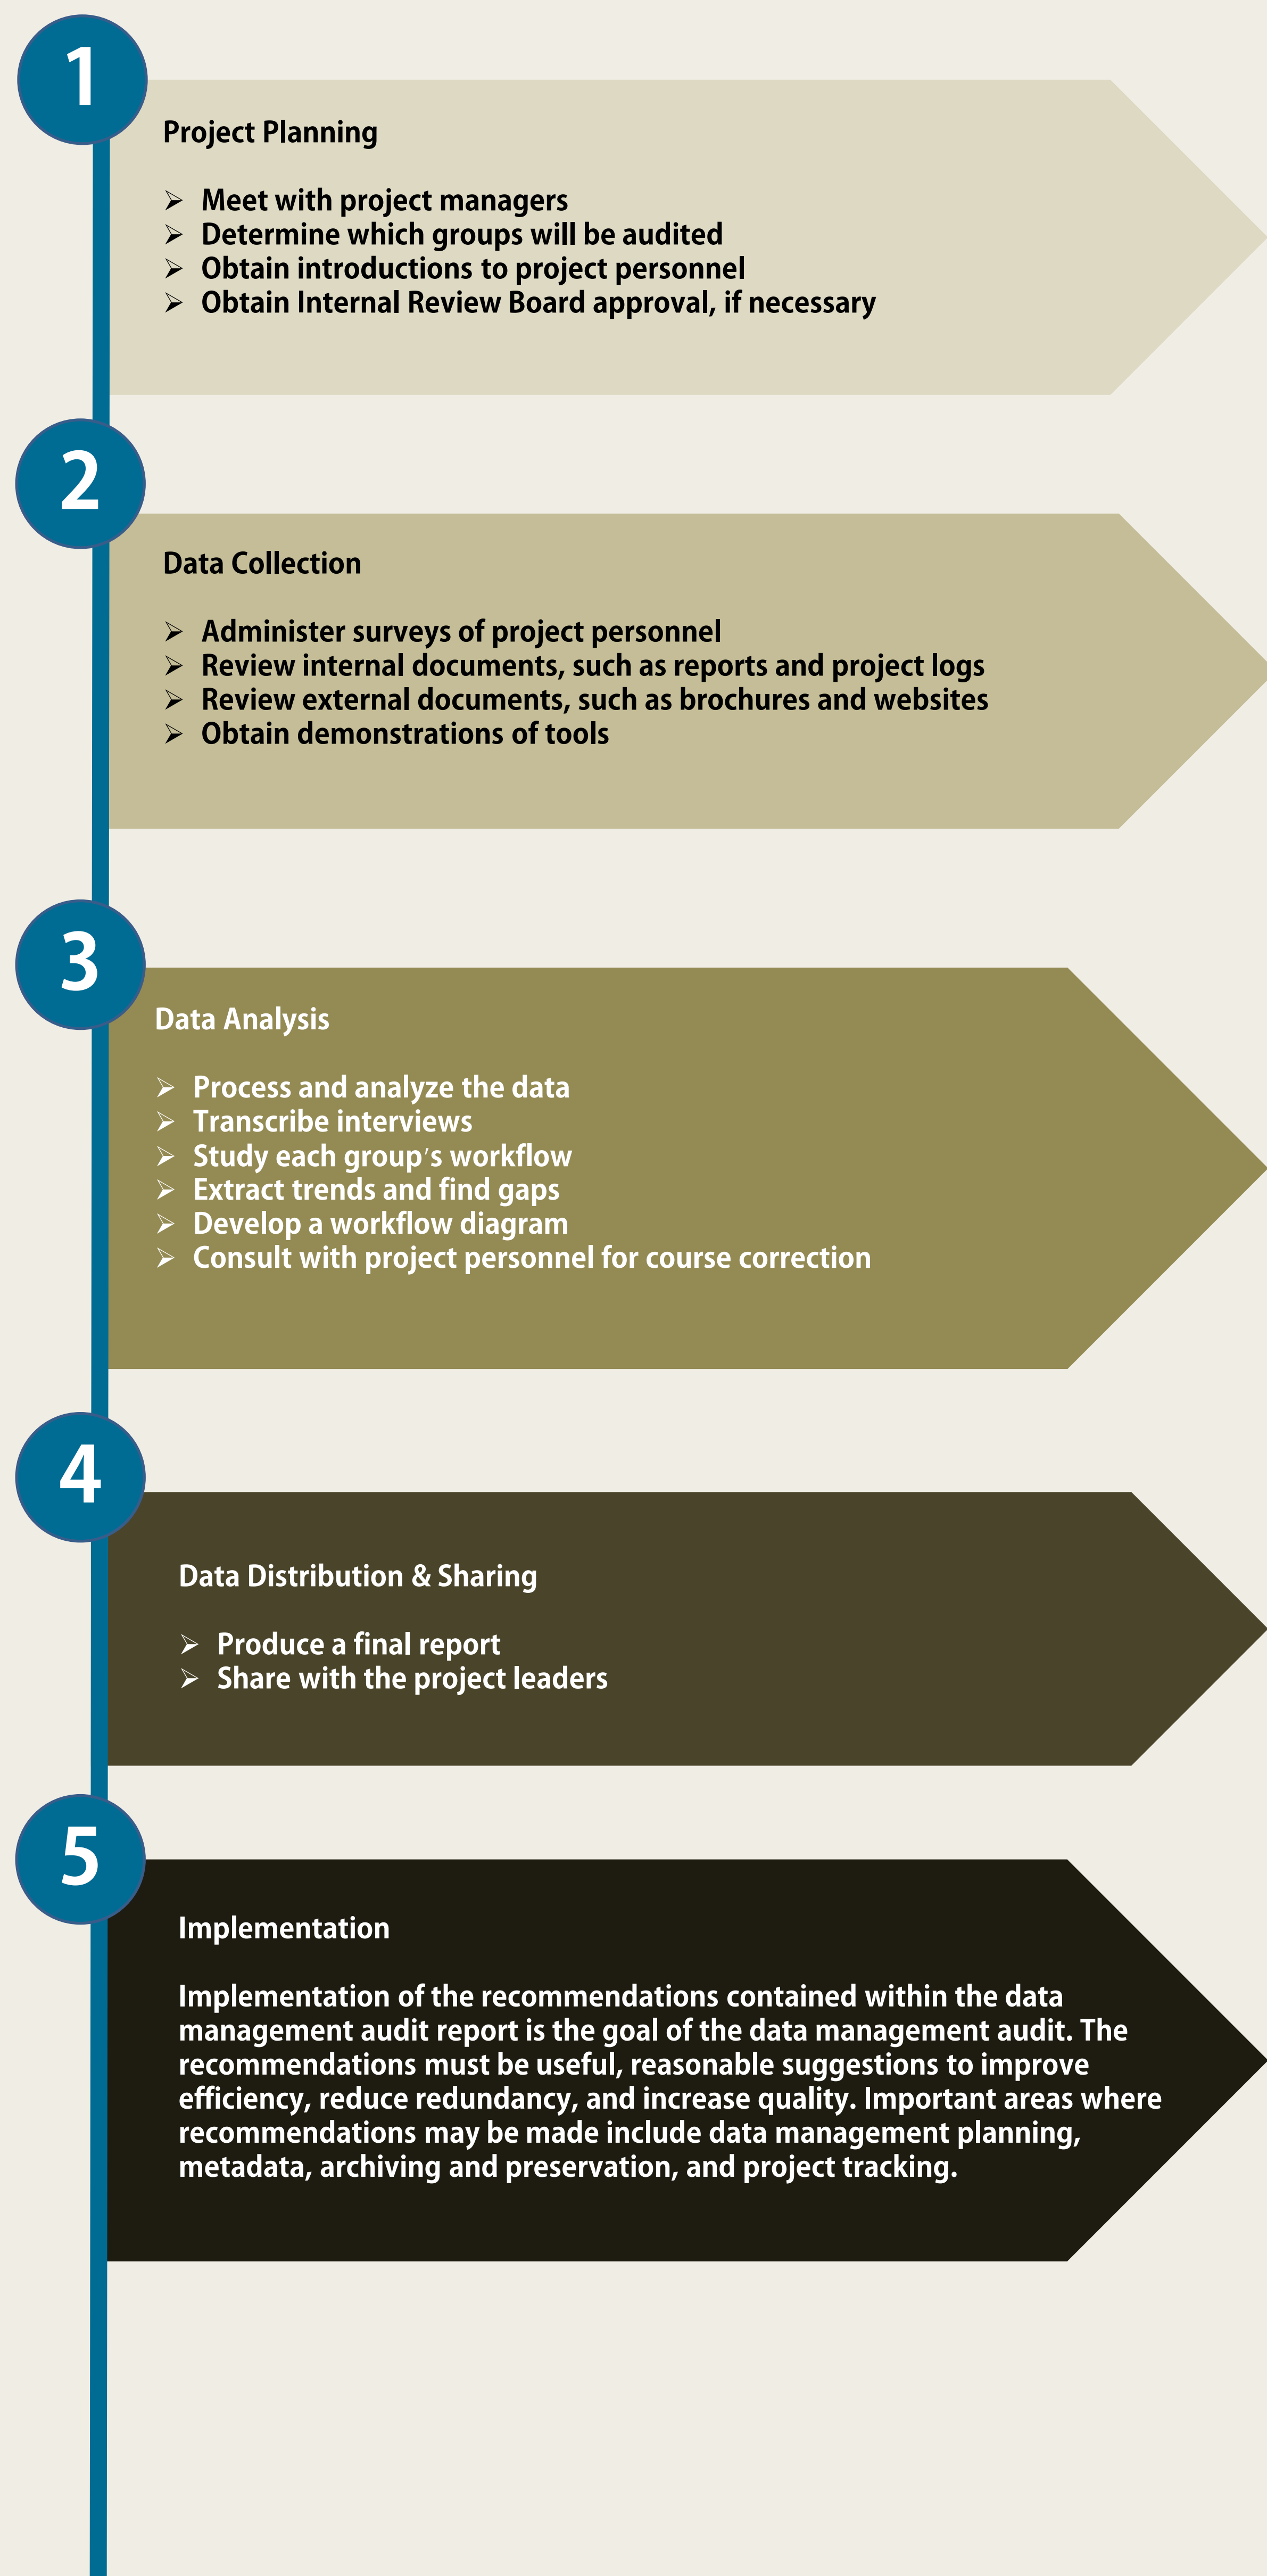 1
Project Planning
➢ Meet with project managers
➢ Determine which groups will be audited
➢ Obtain introductions to project personnel
➢ Obtain Internal Review Board approval, if necessary
2
Data Collection
➢ Administer surveys of project personnel
➢ Review internal documents, such as reports and project logs
➢ Review external documents, such as brochures and websites
➢ Obtain demonstrations of tools
3
Data Analysis
➢ Process and analyze the data
➢ Transcribe interviews
➢ Study each group's workflow
➢ Extract trends and find gaps
➢ Develop a workflow diagram
➢ Consult with project personnel for course correction
4
Data Distribution & Sharing
➢ Produce a final report
➢ Share with the project leaders
5
Implementation
Implementation of the recommendations contained within the data
management audit report is the goal of the data management audit. The
recommendations must be useful, reasonable suggestions to improve
efficiency, reduce redundancy, and increase quality. Important areas where
recommendations may be made include data management planning,
metadata, archiving and preservation, and project tracking.